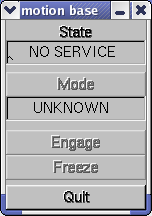 motion base
State
NO SERVICE
Mode
UNKNOWN
Engage
Freeze
Quit